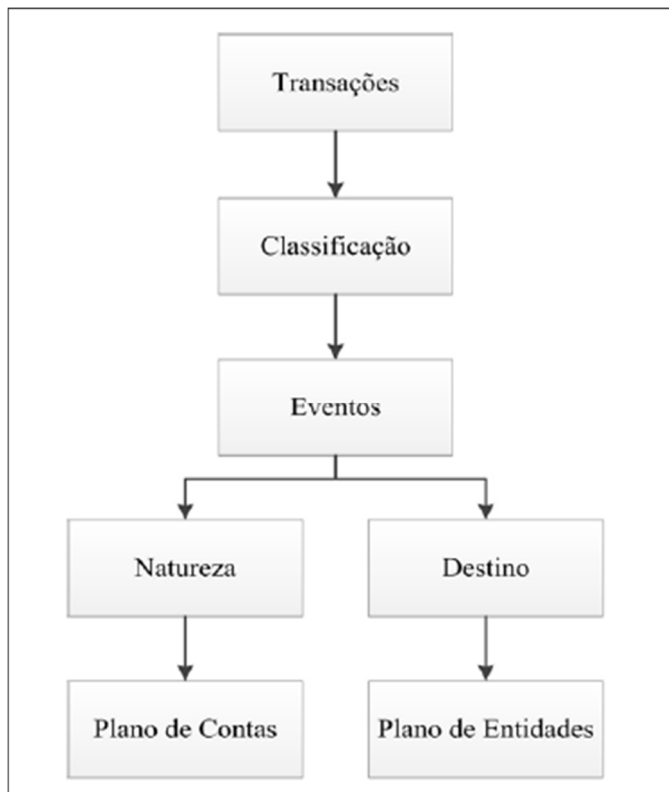 Transações
Classificação
Eventos
Natureza
Destino
Plano de Contas
Plano de Entidades